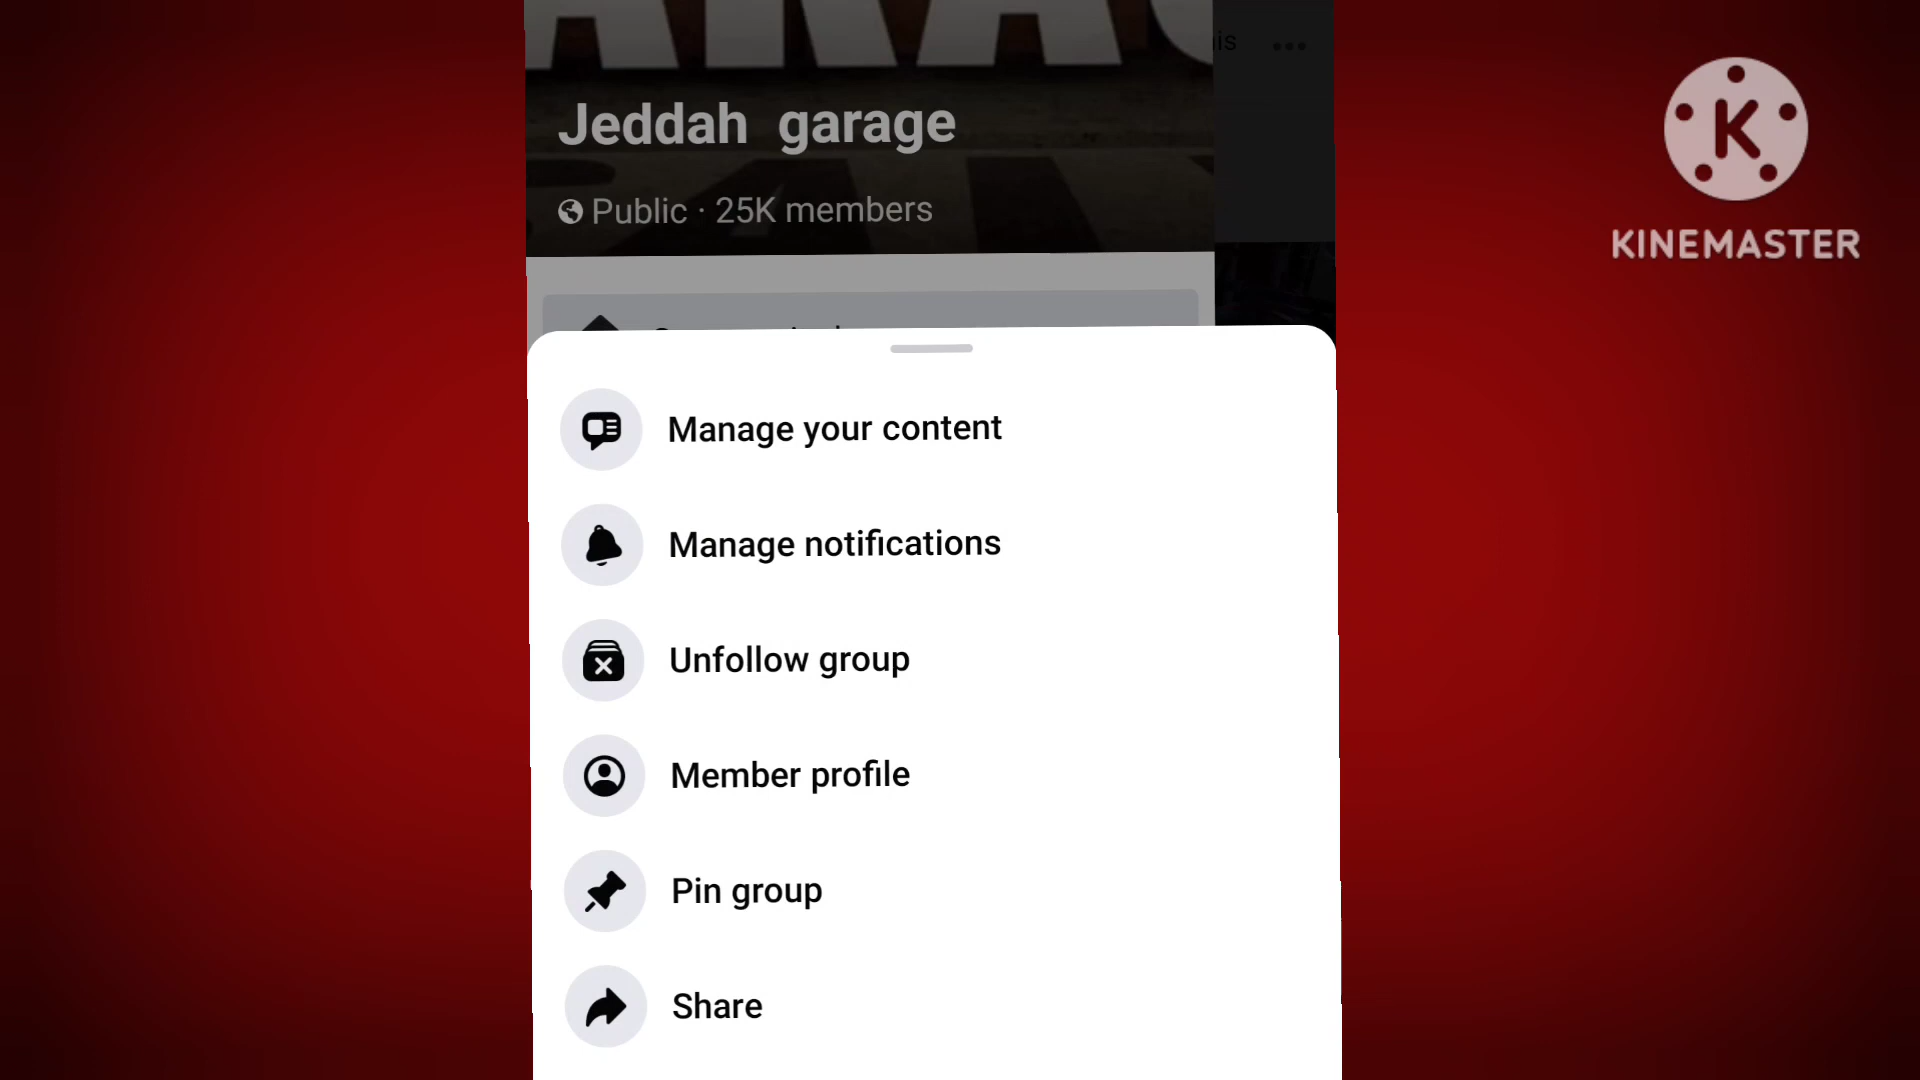 Jeddah garage
Public · 25K members
KINEMASTER
Manage your content
Manage notifications
Unfollow group
Member profile
Pin group
Share